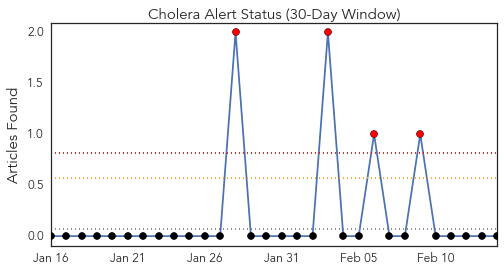 Cholera Alert Status (30-Day Window)
Articles Found
2.0
1.5
1.0
0.5
0.0
Jan 16 Jan 21 Jan 26 Jan 31 Feb 05 Feb 10